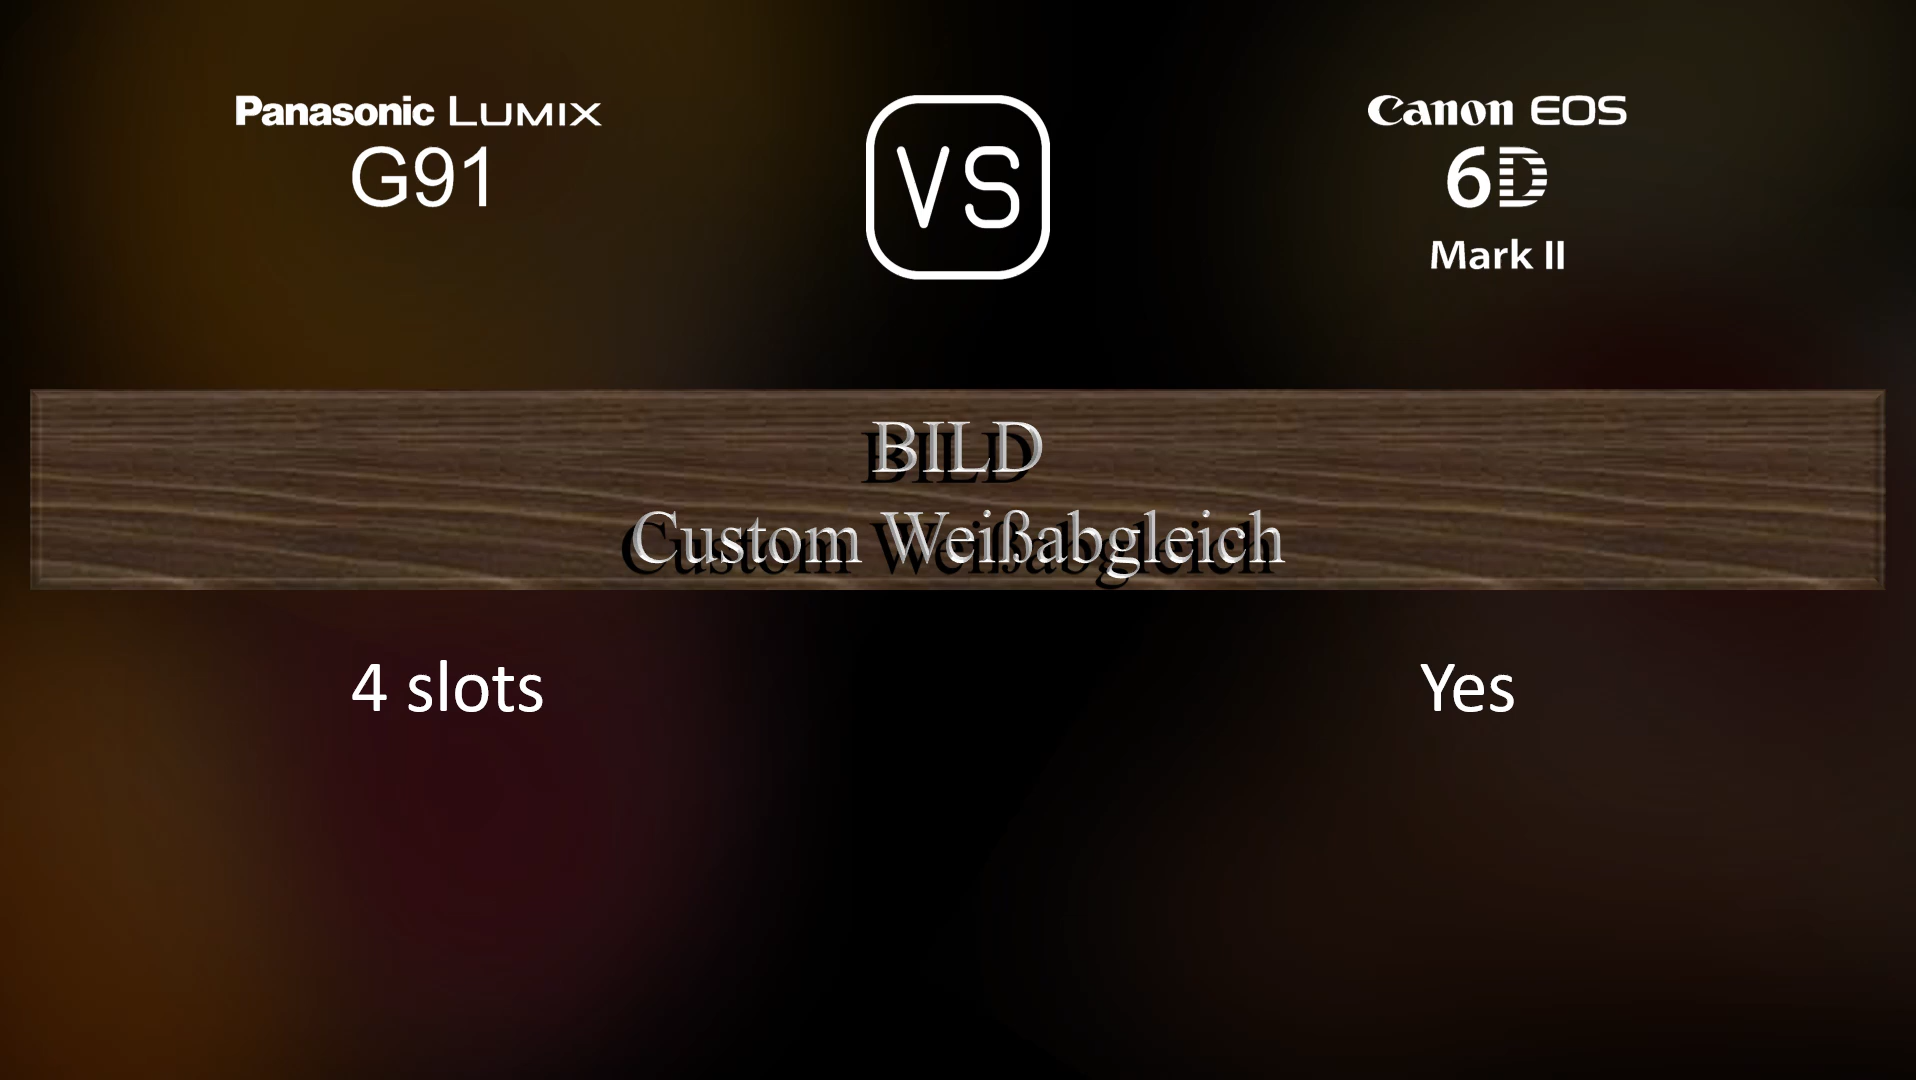 Panasonic LUMIX
G91
VS
Canon EOS
6D
Mark II
BILD
Custom Weißabgleich
4 slots
Yes